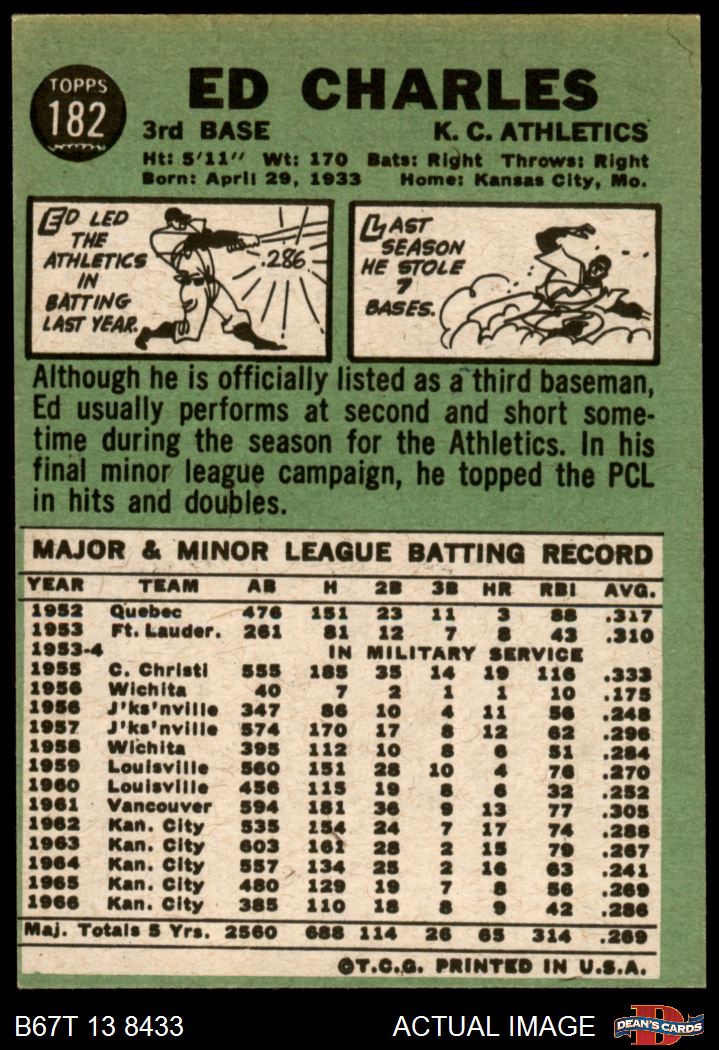 TOPPS
182
ED CHARLES
3rd BASE K. C. ATHLETICS
Ht: 5'11" Wt: 170 Bats: Right Throws: Right
Born: April 29, 1933 Home: Kansas City, Mo.
ED LED
THE
ATHLETICS
IN
BATTING
LAST YEAR.
.286
LAST
SEASON
HE STOLE
7
BASES.
Although he is officially listed as a third baseman,
Ed usually performs at second and short some-
time during the season for the Athletics. In his
final minor league campaign, he topped the PCL
in hits and doubles.
MAJOR & MINOR LEAGUE BATTING RECORD
YEAR TEAM AB H 2B 3B HR RBI AVG.
1952 Quebec 476 151 23 11 3 88 .317
1953 Ft. Lauder. 261 81 12 7 8 43 .310
1953-4 IN MILITARY SERVICE
1955 C. Christi 555 185 35 14 19 116 .333
1956 Wichita 40 7 2 1 1 10 .175
1956 J'ks'nville 347 86 10 4 11 56 .248
1957 J'ks'nville 574 170 17 8 12 62 .296
1958 Wichita 395 112 10 8 6 51 .284
1959 Louisville 560 151 28 10 4 76 .270
1960 Louisville 456 115 19 8 6 32 .252
1961 Vancouver 594 181 36 9 13 77 .305
1962 Kan. City 535 154 24 7 17 74 .288
1963 Kan. City 603 161 28 2 15 79 .267
1964 Kan. City 557 134 25 2 16 63 .241
1965 Kan. City 480 129 19 7 8 56 .269
1966 Kan. City 385 110 18 8 9 42 .286
Maj. Totals 5 Yrs. 2560 688 114 26 65 314 .269
©T.C.G. PRINTED IN U.S.A.
B67T 13 8433 ACTUAL IMAGE
D
DEAN'S CARDS